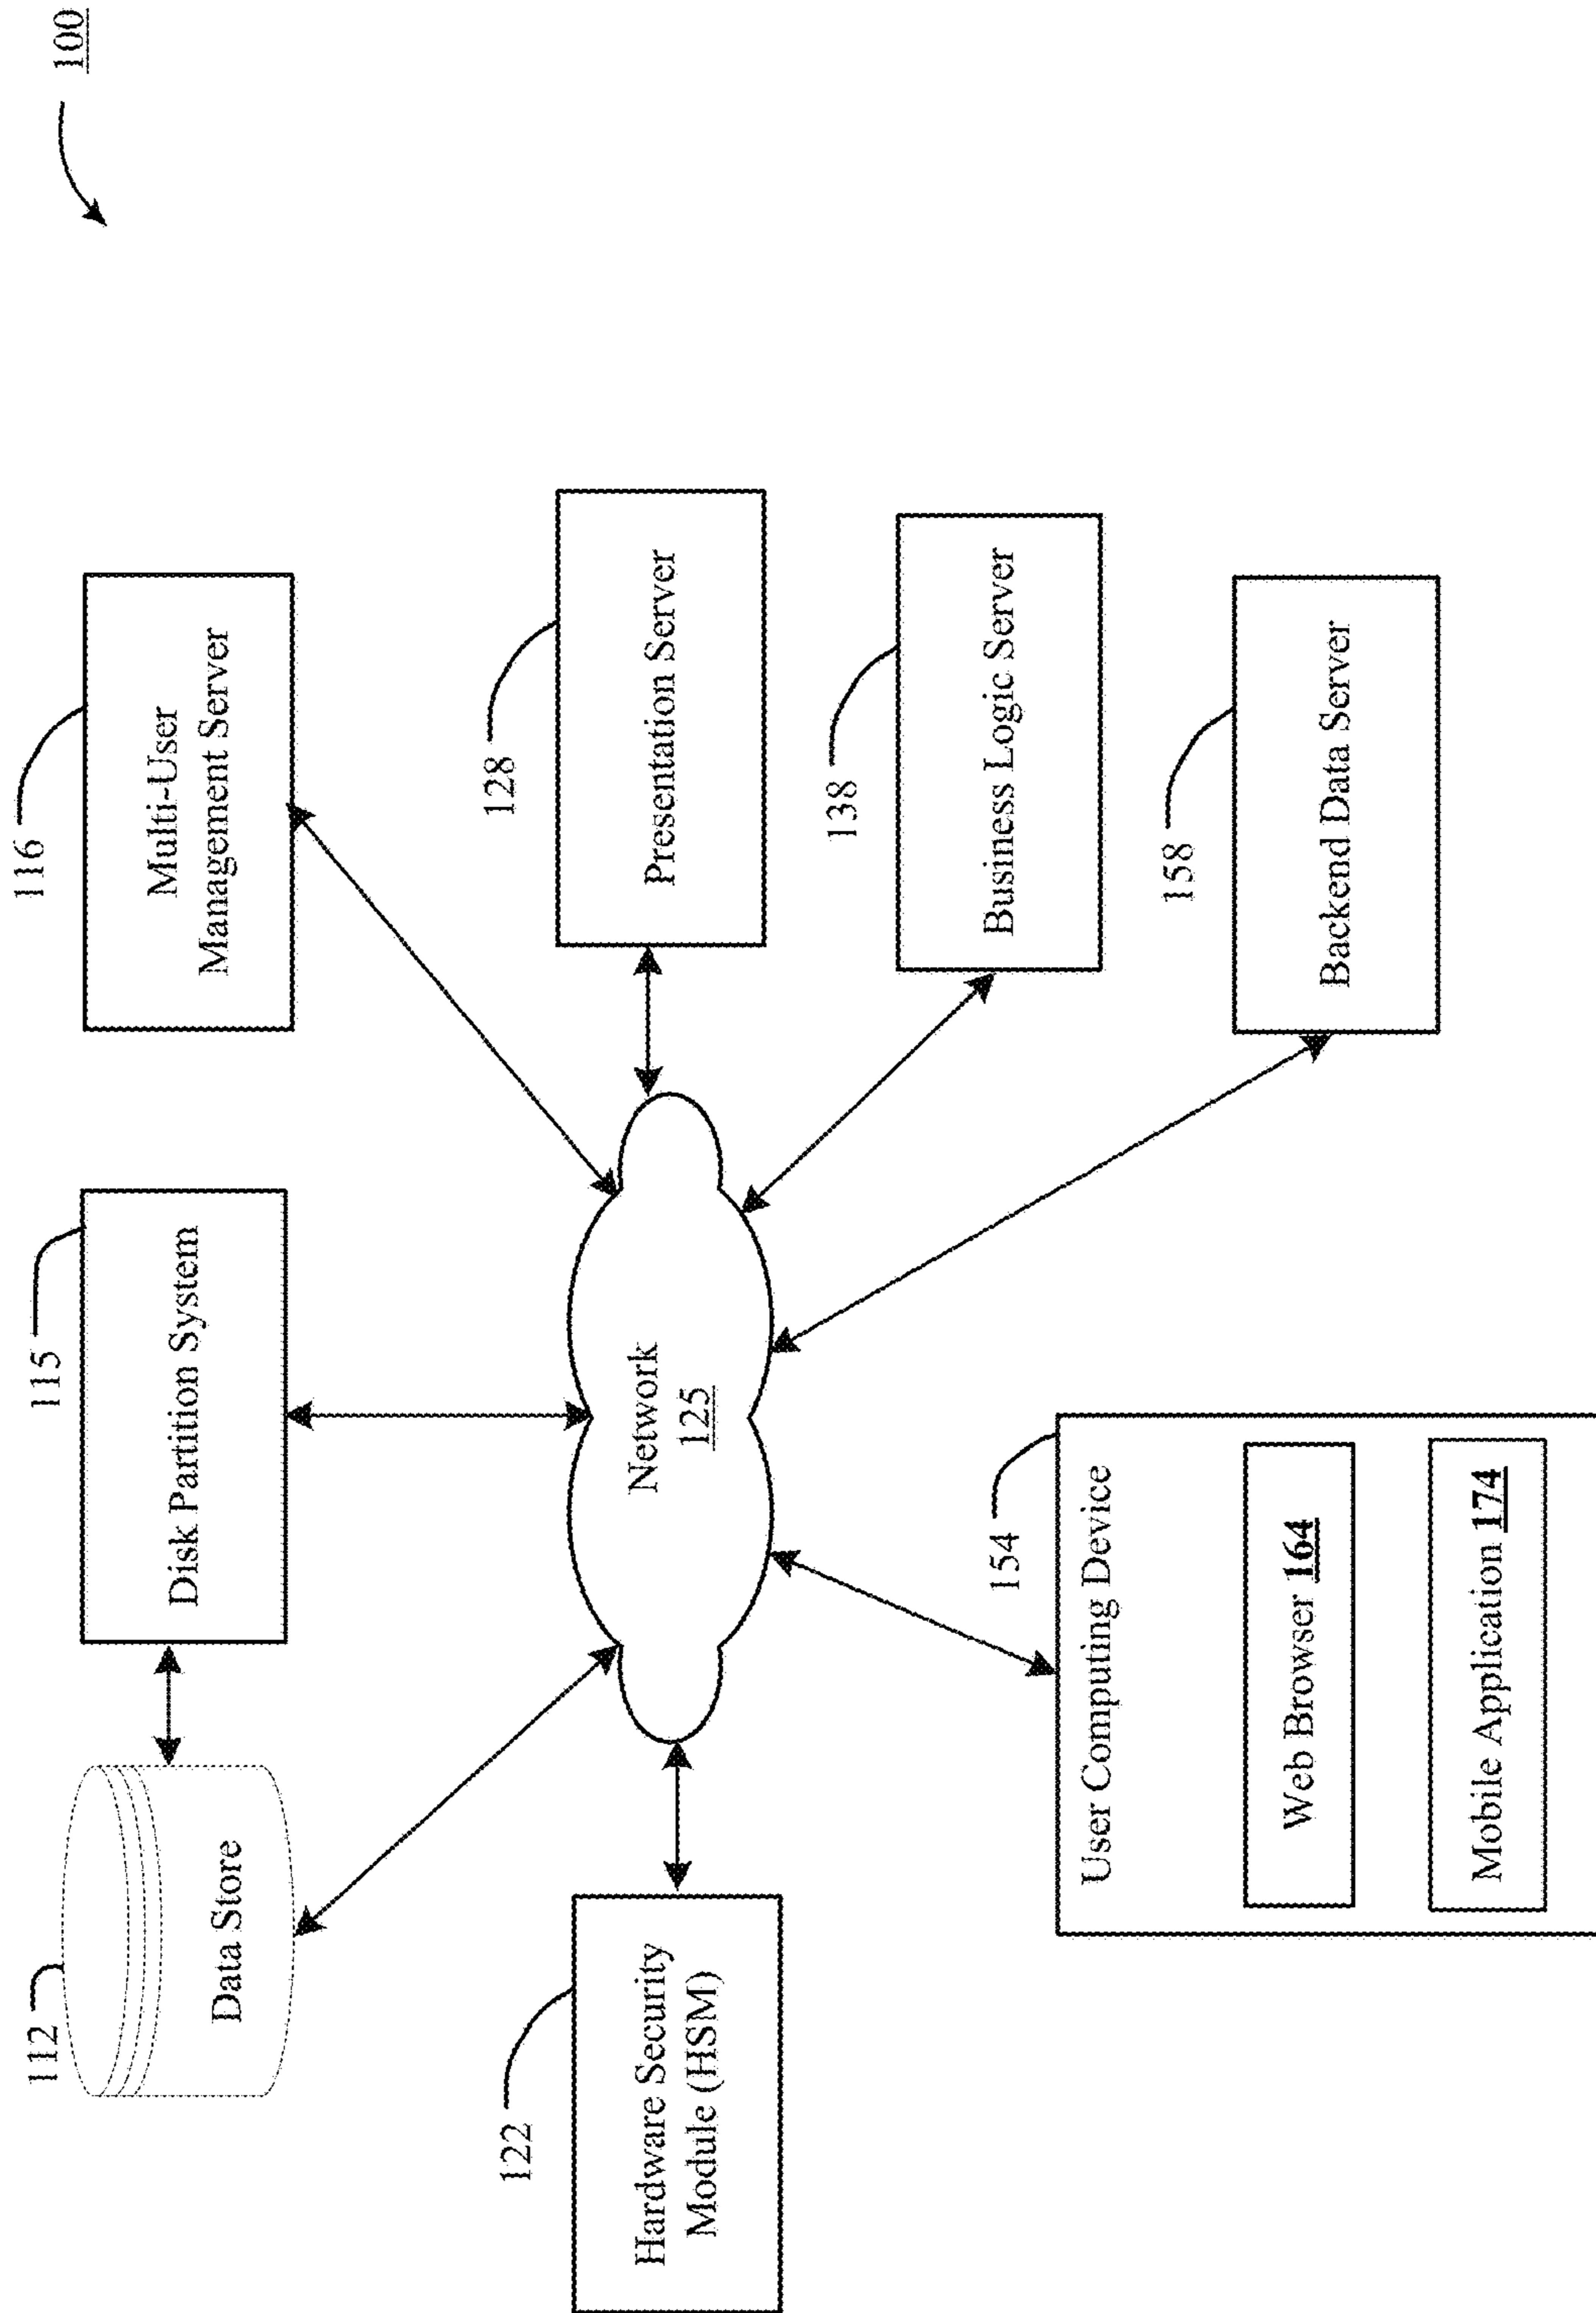 100
112
Data Store
115
Disk Partition System
116
Multi-User
Management Server
122
Hardware Security
Module (HSM)
Network
125
128
Presentation Server
138
Business Logic Server
154
User Computing Device
Web Browser 164
Mobile Application 174
158
Backend Data Server